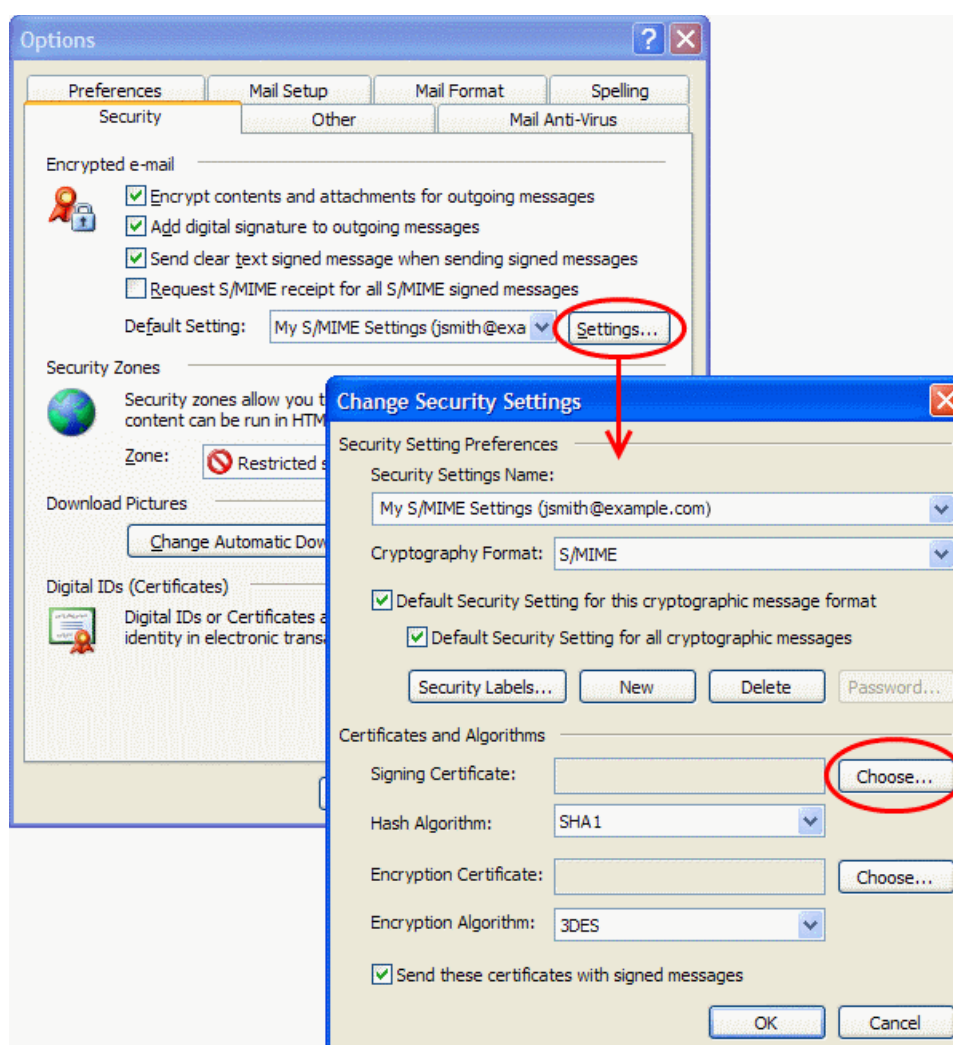 Options
Preferences
Mail Setup
Mail Format
Spelling
Security
Other
Mail Anti-Virus
Encrypted e-mail
Encrypt contents and attachments for outgoing messages
Add digital signature to outgoing messages
Send clear text signed message when sending signed messages
Request S/MIME receipt for all S/MIME signed messages
Default Setting: My S/MIME Settings (jsmith@exa Settings...
Security Zones
Security zones allow you t
content can be run in HTM
Zone: Restricted s
Download Pictures
Change Automatic Dow
Digital IDs (Certificates)
Digital IDs or Certificates a
identity in electronic transa
Change Security Settings
Security Setting Preferences
Security Settings Name:
My S/MIME Settings (jsmith@example.com)
Cryptography Format: S/MIME
Default Security Setting for this cryptographic message format
Default Security Setting for all cryptographic messages
Security Labels... New Delete Password...
Certificates and Algorithms
Signing Certificate: Choose...
Hash Algorithm: SHA1
Encryption Certificate: Choose...
Encryption Algorithm: 3DES
Send these certificates with signed messages
OK Cancel